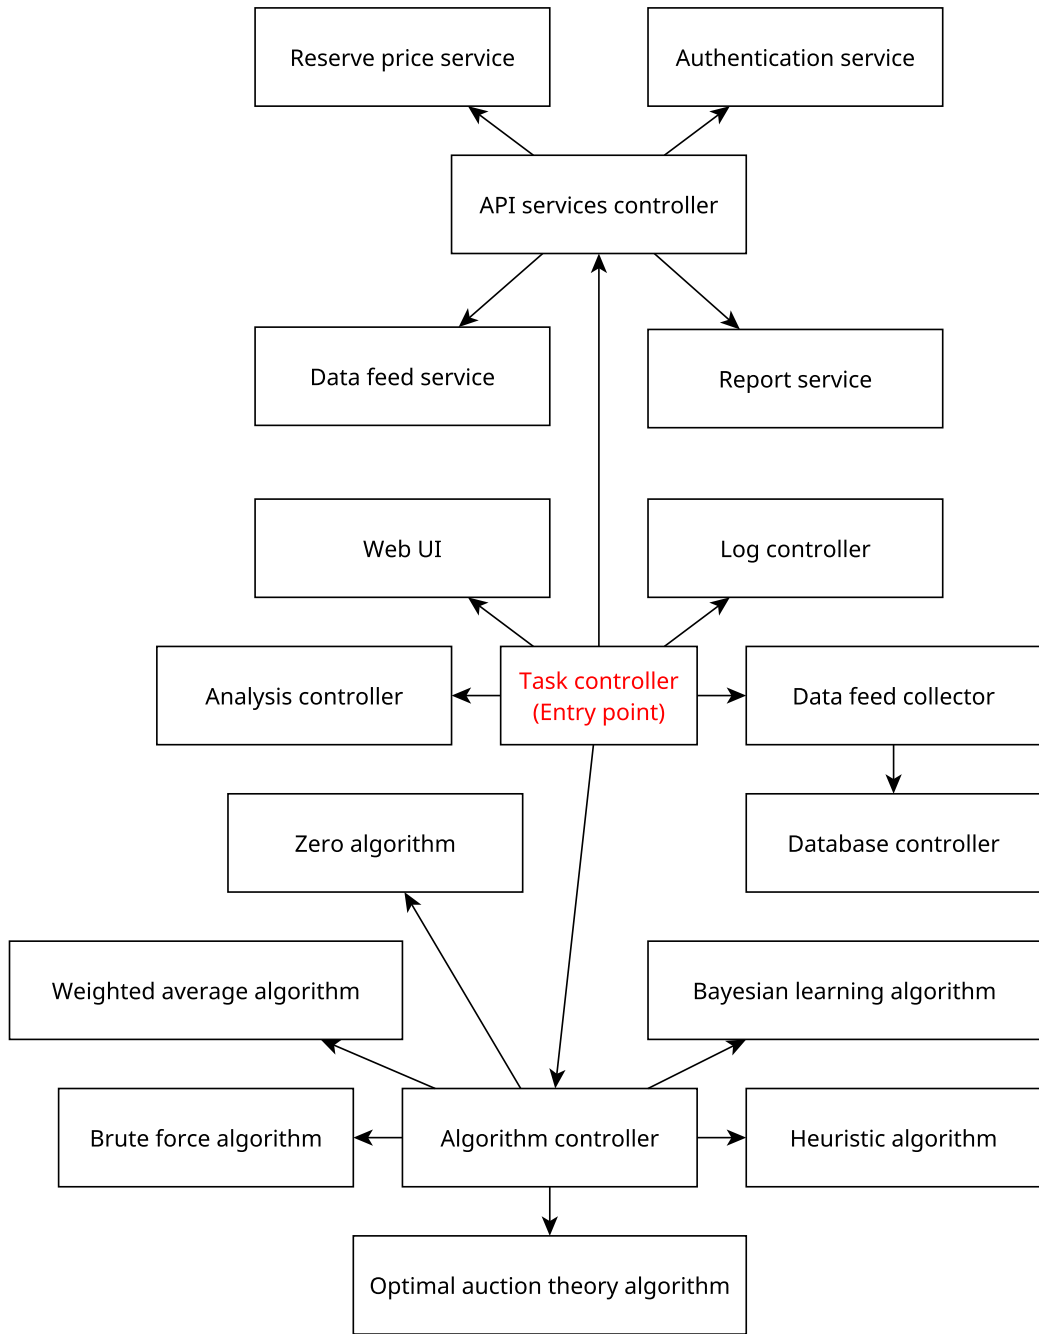 Reserve price service
Authentication service
API services controller
Data feed service
Report service
Web UI
Log controller
Analysis controller
Task controller
(Entry point)
Data feed collector
Zero algorithm
Database controller
Weighted average algorithm
Bayesian learning algorithm
Brute force algorithm
Algorithm controller
Heuristic algorithm
Optimal auction theory algorithm